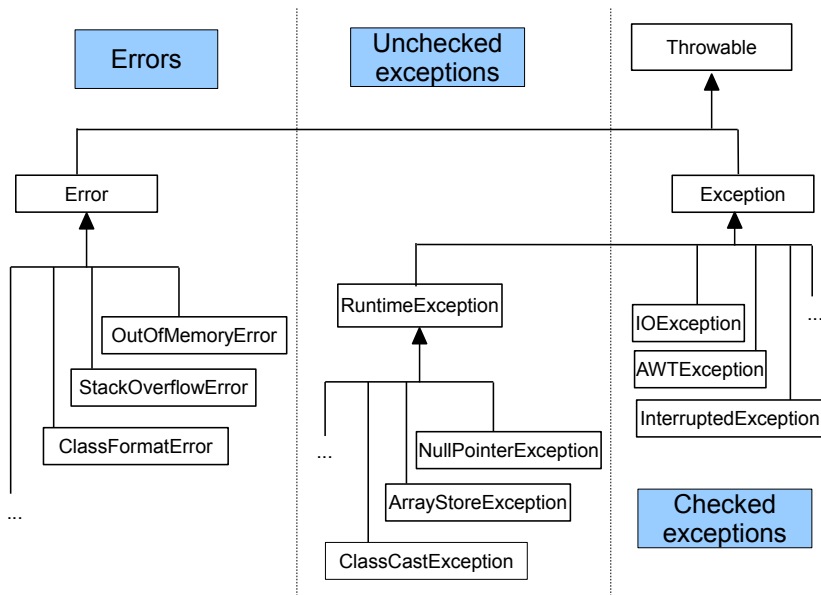 Errors
Unchecked
exceptions
Throwable
Error
Exception
RuntimeException
IOException
...
OutOfMemoryError
AWTException
StackOverflowError
InterruptedException
ClassFormatError
...
NullPointerException
ArrayStoreException
...
Checked
exceptions
ClassCastException